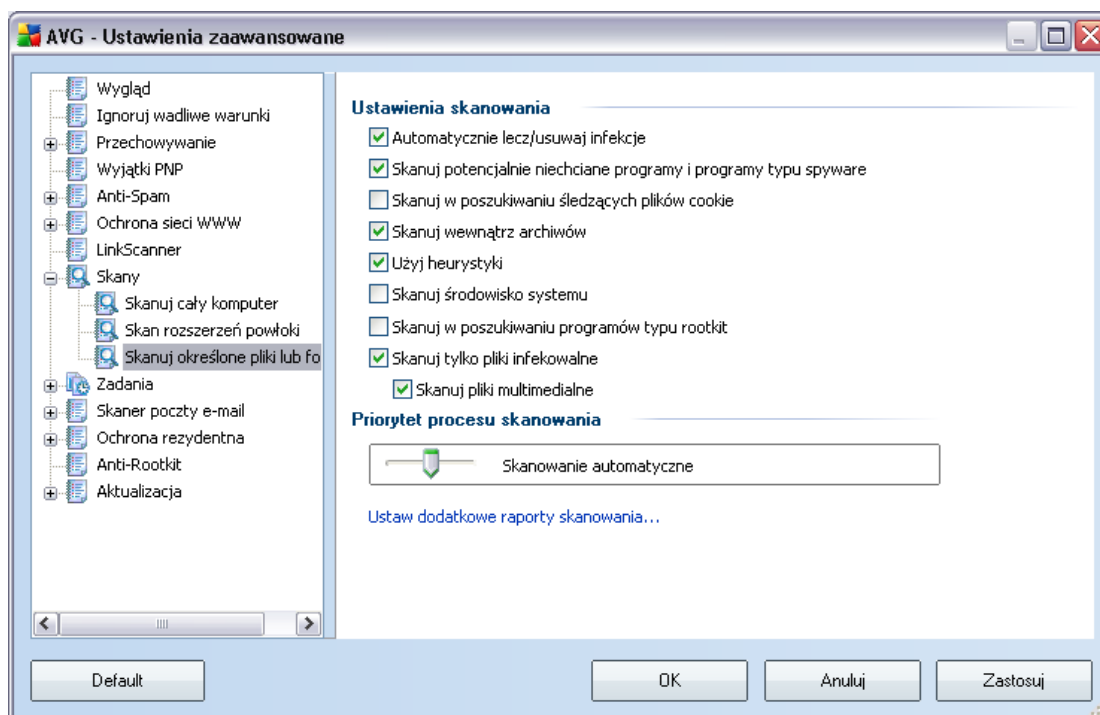 AVG - Ustawienia zaawansowane
Wygląd
Ignoruj wadliwe warunki
Przechowywanie
Wyjątki PNP
Anti-Spam
Ochrona sieci WWW
LinkScanner
Skany
Skanuj cały komputer
Skan rozszerzeń powłoki
Skanuj określone pliki lub fo
Zadania
Skaner poczty e-mail
Ochrona rezydentna
Anti-Rootkit
Aktualizacja
Ustawienia skanowania
Automatycznie lecz/usuwaj infekcje
Skanuj potencjalnie niechciane programy i programy typu spyware
Skanuj w poszukiwaniu śledzących plików cookie
Skanuj wewnątrz archiwów
Użyj heurystyki
Skanuj środowisko systemu
Skanuj w poszukiwaniu programów typu rootkit
Skanuj tylko pliki infekowalne
Skanuj pliki multimedialne
Priorytet procesu skanowania
Skanowanie automatyczne
Ustaw dodatkowe raporty skanowania...
Default
OK
Anuluj
Zastosuj